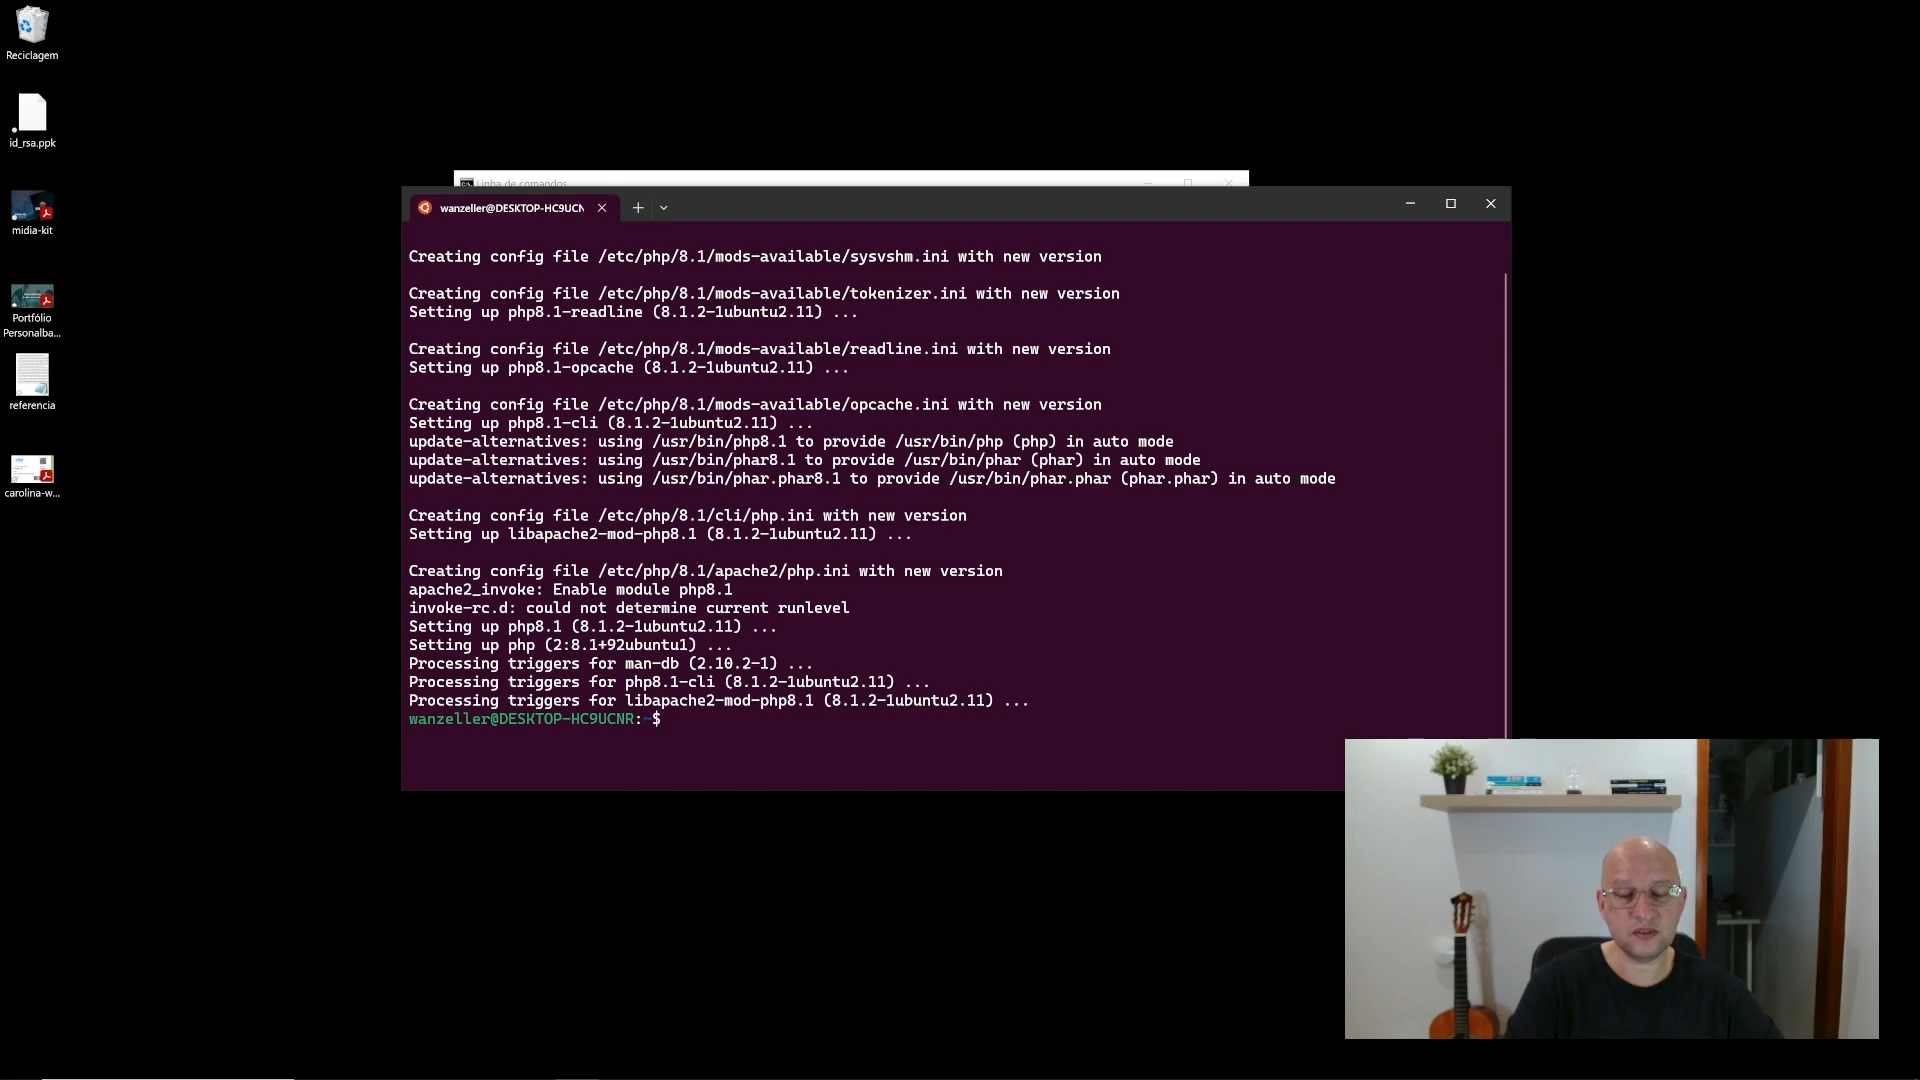 Reciclagem
id_rsa.ppk
midia-kit
Portfólio
Personalba...
referencia
carolina-w...
Linha de comandos
wanzeller@DESKTOP-HC9UCN
Creating config file /etc/php/8.1/mods-available/sysvshm.ini with new version
Creating config file /etc/php/8.1/mods-available/tokenizer.ini with new version
Setting up php8.1-readline (8.1.2-1ubuntu2.11) ...
Creating config file /etc/php/8.1/mods-available/readline.ini with new version
Setting up php8.1-opcache (8.1.2-1ubuntu2.11) ...
Creating config file /etc/php/8.1/mods-available/opcache.ini with new version
Setting up php8.1-cli (8.1.2-1ubuntu2.11) ...
update-alternatives: using /usr/bin/php8.1 to provide /usr/bin/php (php) in auto mode
update-alternatives: using /usr/bin/phar8.1 to provide /usr/bin/phar (phar) in auto mode
update-alternatives: using /usr/bin/phar.phar8.1 to provide /usr/bin/phar.phar (phar.phar) in auto mode
Creating config file /etc/php/8.1/cli/php.ini with new version
Setting up libapache2-mod-php8.1 (8.1.2-1ubuntu2.11) ...
Creating config file /etc/php/8.1/apache2/php.ini with new version
apache2_invoke: Enable module php8.1
invoke-rc.d: could not determine current runlevel
Setting up php8.1 (8.1.2-1ubuntu2.11) ...
Setting up php (2:8.1+92ubuntu1) ...
Processing triggers for man-db (2.10.2-1) ...
Processing triggers for php8.1-cli (8.1.2-1ubuntu2.11) ...
Processing triggers for libapache2-mod-php8.1 (8.1.2-1ubuntu2.11) ...
wanzeller@DESKTOP-HC9UCNR:~$